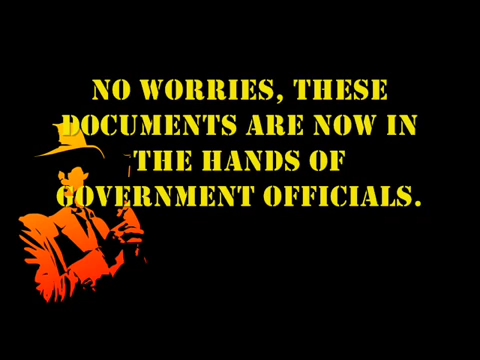 NO WORRIES, THESE
DOCUMENTS ARE NOW IN
THE HANDS OF
GOVERNMENT OFFICIALS.